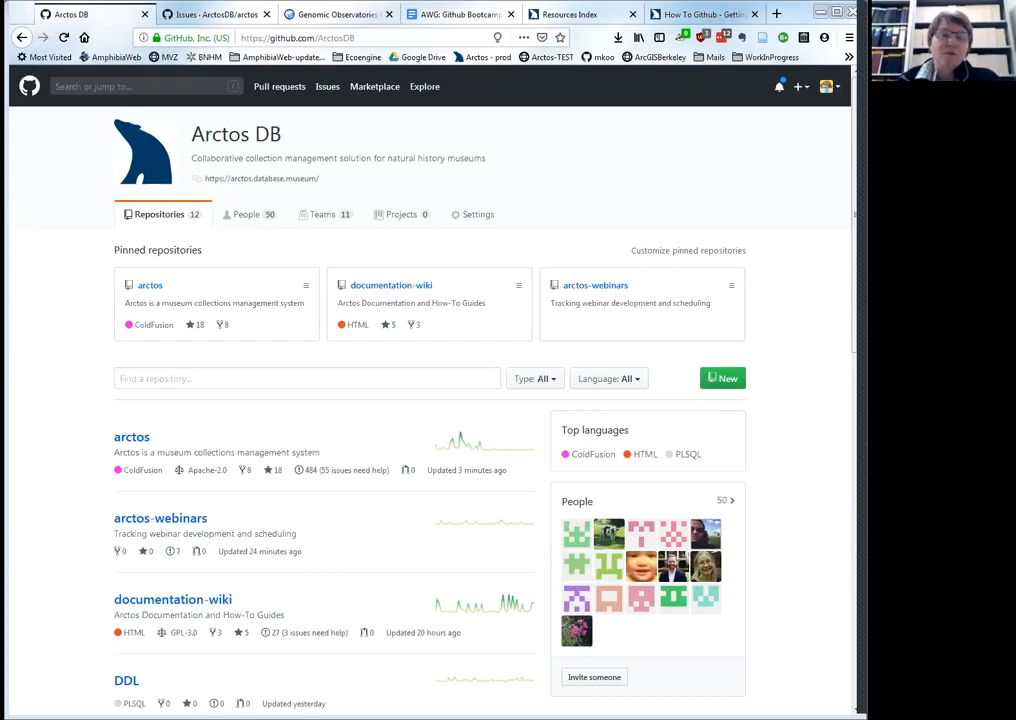 Arctos DB
Issues · ArctosDB/arctos
Genomic Observatories
AWG: Github Bootcamp
Resources Index
How To Github - Getting
GitHub, Inc. (US)
https://github.com/ArctosDB
Most Visited
AmphibiaWeb
MVZ
BNHM
AmphibiaWeb-update...
Ecoengine
Google Drive
Arctos - prod
Arctos-TEST
mkoo
ArcGISBerkeley
Mails
WorkInProgress
Search or jump to...
Pull requests
Issues
Marketplace
Explore
Arctos DB
Collaborative collection management solution for natural history museums
https://arctos.database.museum/
Repositories 12
People 50
Teams 11
Projects 0
Settings
Pinned repositories
Customize pinned repositories
arctos
Arctos is a museum collections management system
ColdFusion 18 8
documentation-wiki
Arctos Documentation and How-To Guides
HTML 5 3
arctos-webinars
Tracking webinar development and scheduling
Find a repository...
Type: All
Language: All
New
arctos
Arctos is a museum collections management system
ColdFusion Apache-2.0 8 18 484 (55 issues need help) 0 Updated 3 minutes ago
arctos-webinars
Tracking webinar development and scheduling
0 0 7 0 Updated 24 minutes ago
documentation-wiki
Arctos Documentation and How-To Guides
HTML GPL-3.0 3 5 27 (3 issues need help) 0 Updated 20 hours ago
DDL
PLSQL 0 0 0 0 Updated yesterday
Top languages
ColdFusion HTML PLSQL
People 50
Invite someone